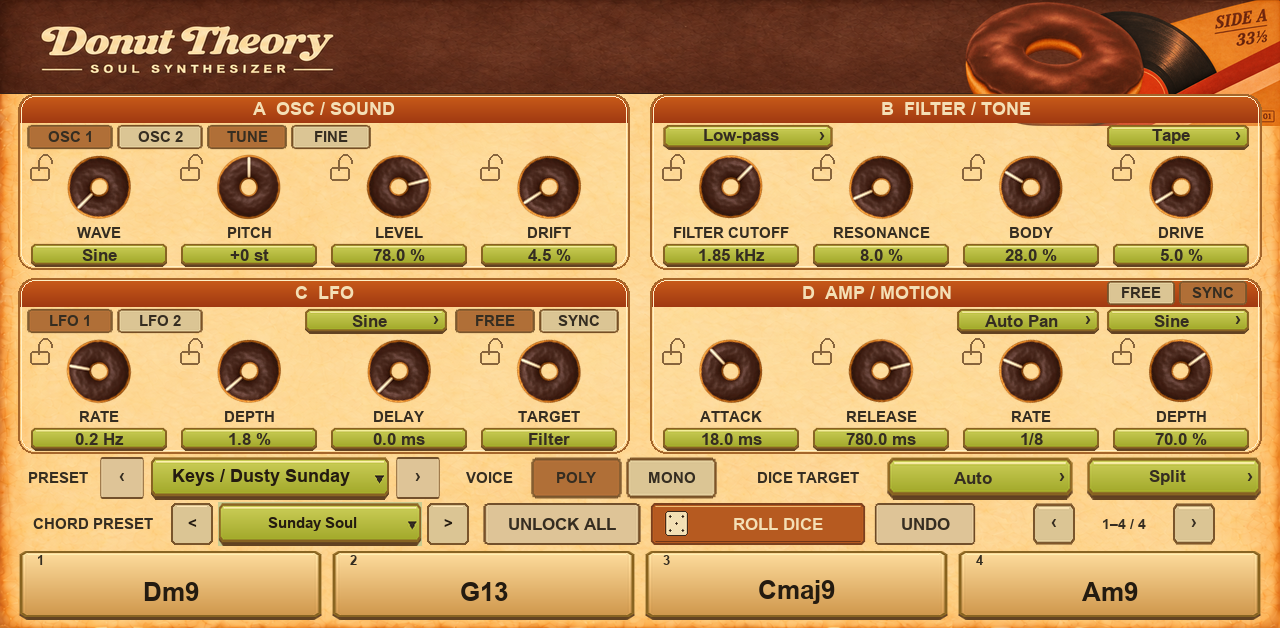 Donut Theory
SOUL SYNTHESIZER
SIDE A
33⅓
01
A OSC / SOUND
OSC 1 OSC 2 TUNE FINE
WAVE PITCH LEVEL DRIFT
Sine +0 st 78.0 % 4.5 %
B FILTER / TONE
Low-pass › Tape ›
FILTER CUTOFF RESONANCE BODY DRIVE
1.85 kHz 8.0 % 28.0 % 5.0 %
C LFO
LFO 1 LFO 2 Sine › FREE SYNC
RATE DEPTH DELAY TARGET
0.2 Hz 1.8 % 0.0 ms Filter
D AMP / MOTION FREE SYNC
Auto Pan › Sine ›
ATTACK RELEASE RATE DEPTH
18.0 ms 780.0 ms 1/8 70.0 %
PRESET ‹ Keys / Dusty Sunday ▼ › VOICE POLY MONO DICE TARGET Auto › Split ›
CHORD PRESET < Sunday Soul ▼ > UNLOCK ALL ROLL DICE UNDO ‹ 1–4 / 4 ›
1 Dm9
2 G13
3 Cmaj9
4 Am9